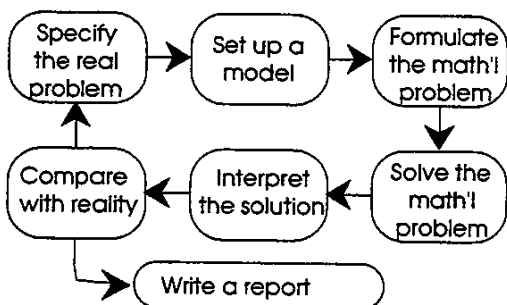 Specify
the real
problem
Set up a
model
Formulate
the math'l
problem
Solve the
math'l
problem
Interpret
the solution
Compare
with reality
Write a report